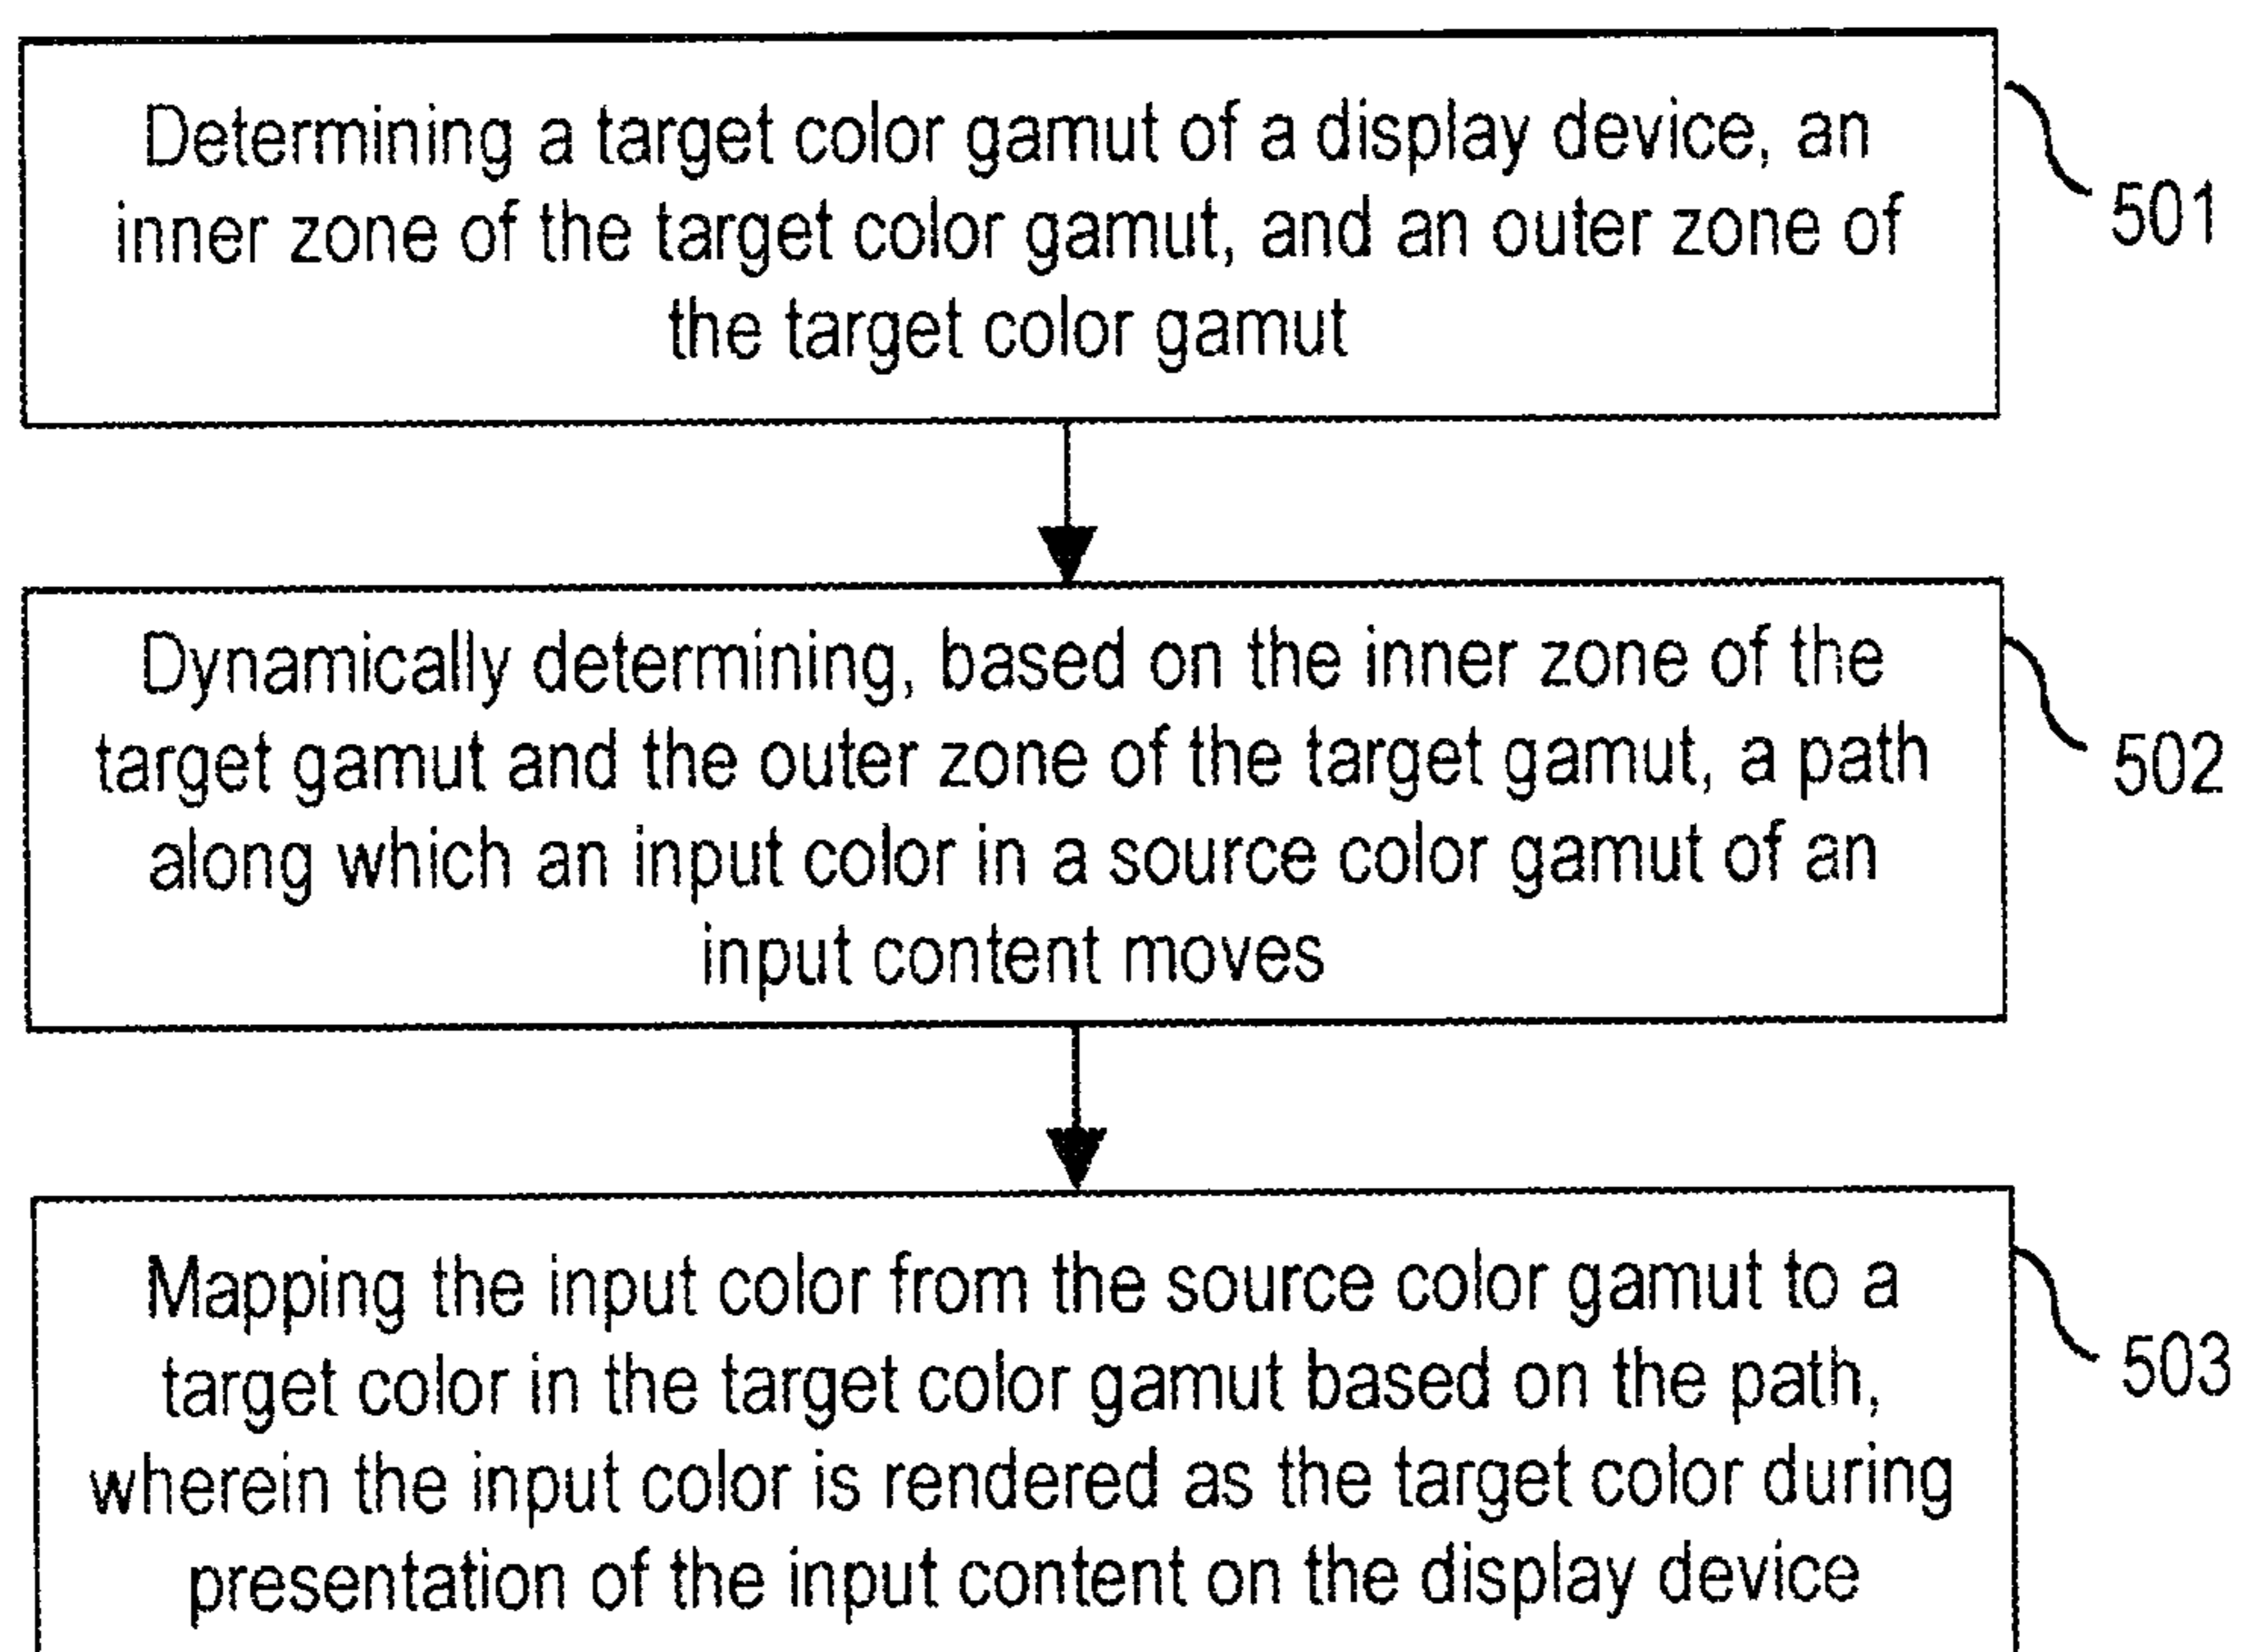 Determining a target color gamut of a display device, an
inner zone of the target color gamut, and an outer zone of
the target color gamut
501
Dynamically determining, based on the inner zone of the
target gamut and the outer zone of the target gamut, a path
along which an input color in a source color gamut of an
input content moves
502
Mapping the input color from the source color gamut to a
target color in the target color gamut based on the path,
wherein the input color is rendered as the target color during
presentation of the input content on the display device
503